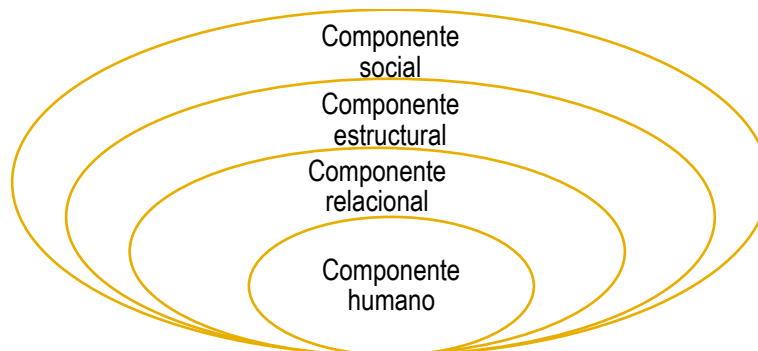 Componente
social
Componente
estructural
Componente
relacional
Componente
humano